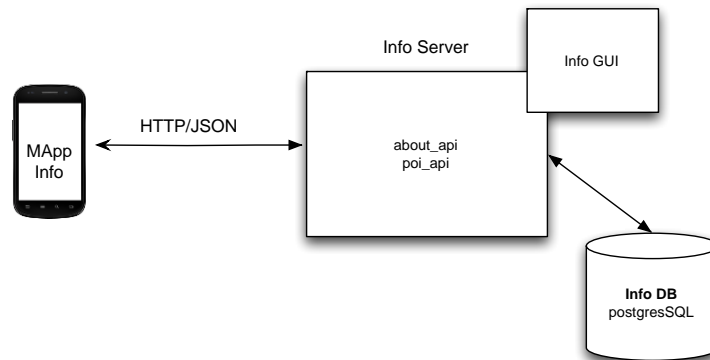 Info Server
Info GUI
HTTP/JSON
MApp
Info
about_api
poi_api
Info DB
postgresSQL